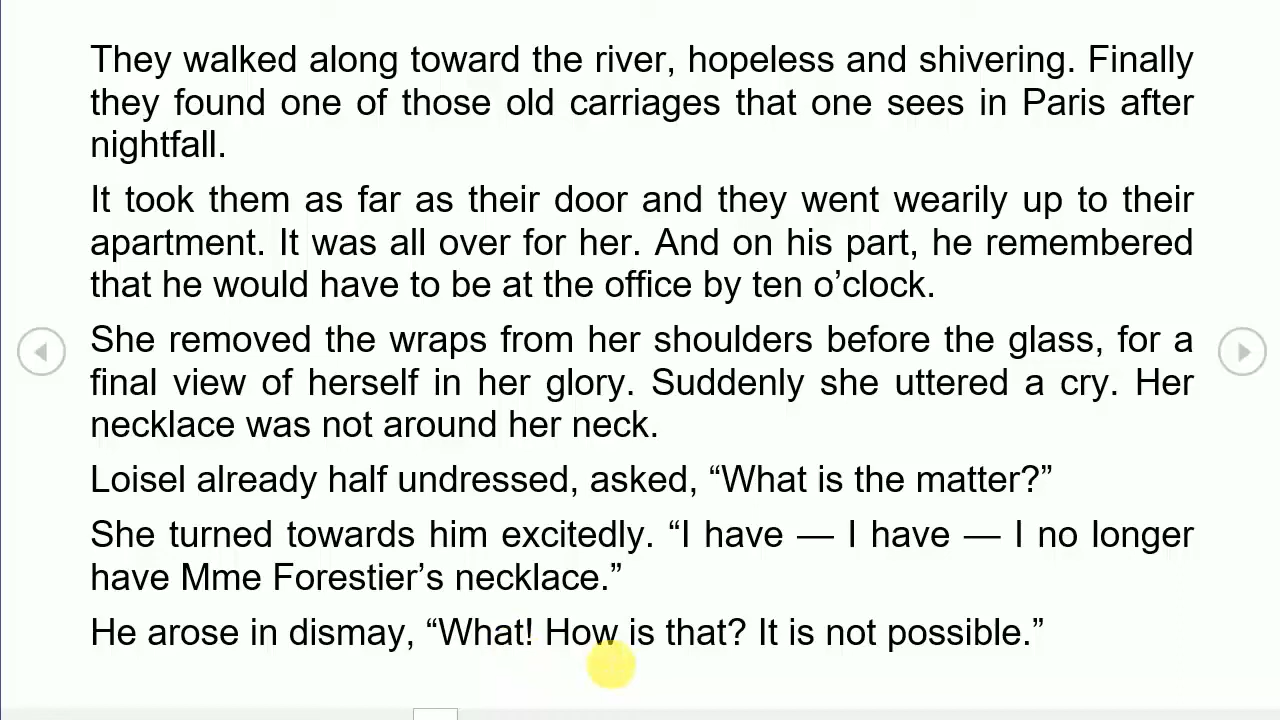 They walked along toward the river, hopeless and shivering. Finally
they found one of those old carriages that one sees in Paris after
nightfall.
It took them as far as their door and they went wearily up to their
apartment. It was all over for her. And on his part, he remembered
that he would have to be at the office by ten o’clock.
She removed the wraps from her shoulders before the glass, for a
final view of herself in her glory. Suddenly she uttered a cry. Her
necklace was not around her neck.
Loisel already half undressed, asked, “What is the matter?”
She turned towards him excitedly. “I have — I have — I no longer
have Mme Forestier’s necklace.”
He arose in dismay, “What! How is that? It is not possible.”